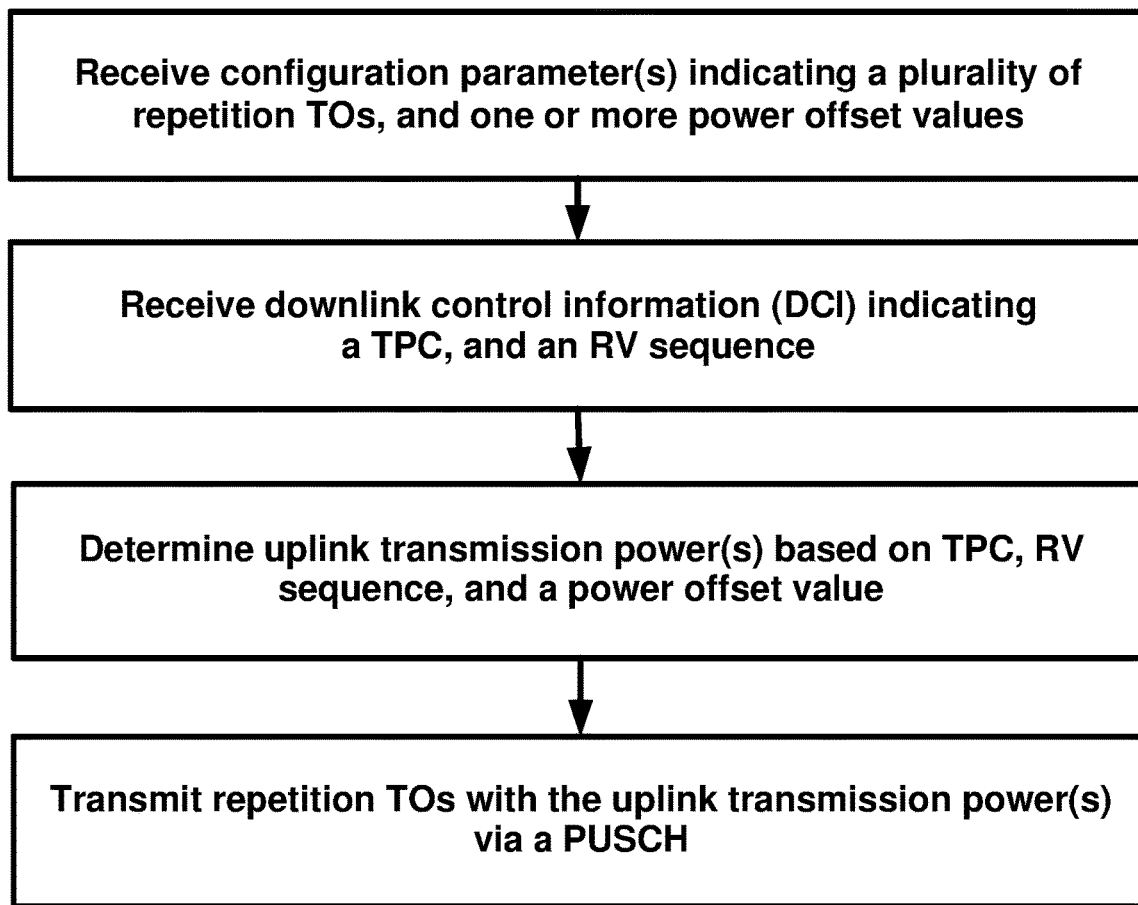 Receive configuration parameter(s) indicating a plurality of
repetition TOs, and one or more power offset values
Receive downlink control information (DCI) indicating
a TPC, and an RV sequence
Determine uplink transmission power(s) based on TPC, RV
sequence, and a power offset value
Transmit repetition TOs with the uplink transmission power(s)
via a PUSCH